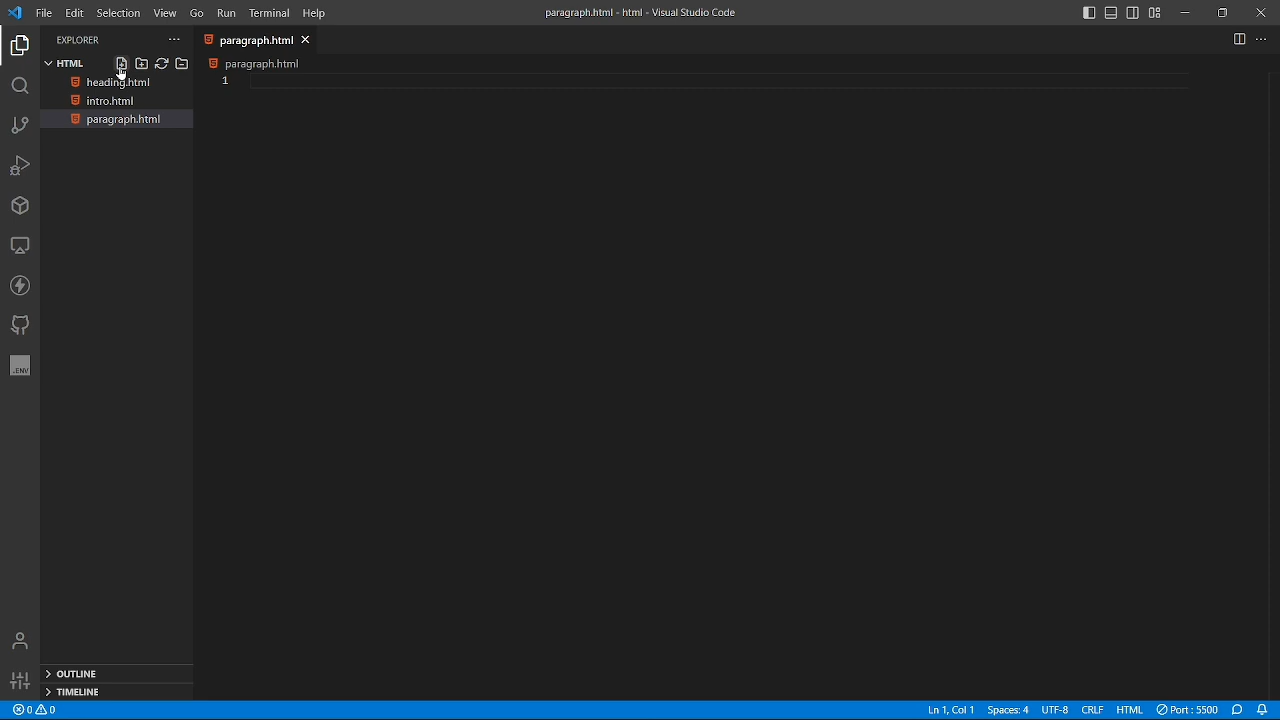 File Edit Selection View Go Run Terminal Help
paragraph.html - html - Visual Studio Code
EXPLORER
HTML
heading.html
intro.html
paragraph.html
.ENV
OUTLINE
TIMELINE
paragraph.html
paragraph.html
1
0 0
Ln 1, Col 1 Spaces: 4 UTF-8 CRLF HTML Port : 5500